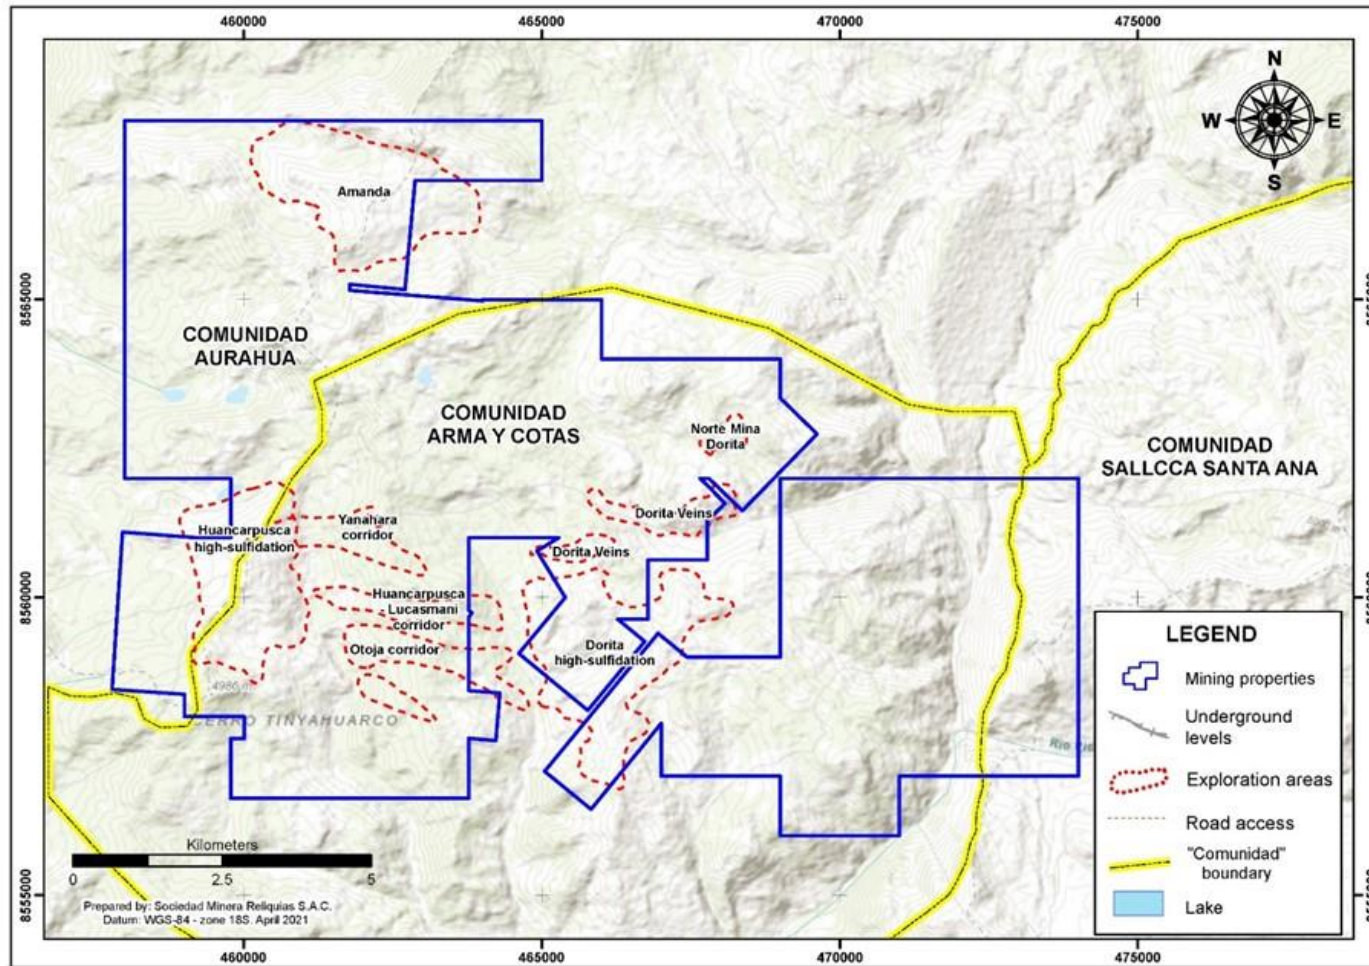 460000 465000 470000 475000
N
W E
S
8565000
8560000
8555000
Amanda
COMUNIDAD
AURAHUA
COMUNIDAD
ARMA Y COTAS
Norte Mina
Dorita
COMUNIDAD
SALLCCA SANTA ANA
Huancarpusca
high-sulfidation
Yanahara
corridor
Dorita Veins
Dorita Veins
Huancarpusca
Lucasmani
corridor
Otoja corridor
Dorita
high-sulfidation
4986 m
CERRO TINYAHUARCO
LEGEND
Mining properties
Underground
levels
Exploration areas
Road access
"Comunidad"
boundary
Lake
Kilometers
0 2.5 5
Prepared by: Sociedad Minera Reliquias S.A.C.
Datum: WGS-84 - zone 18S. April 2021
460000 465000 470000 475000